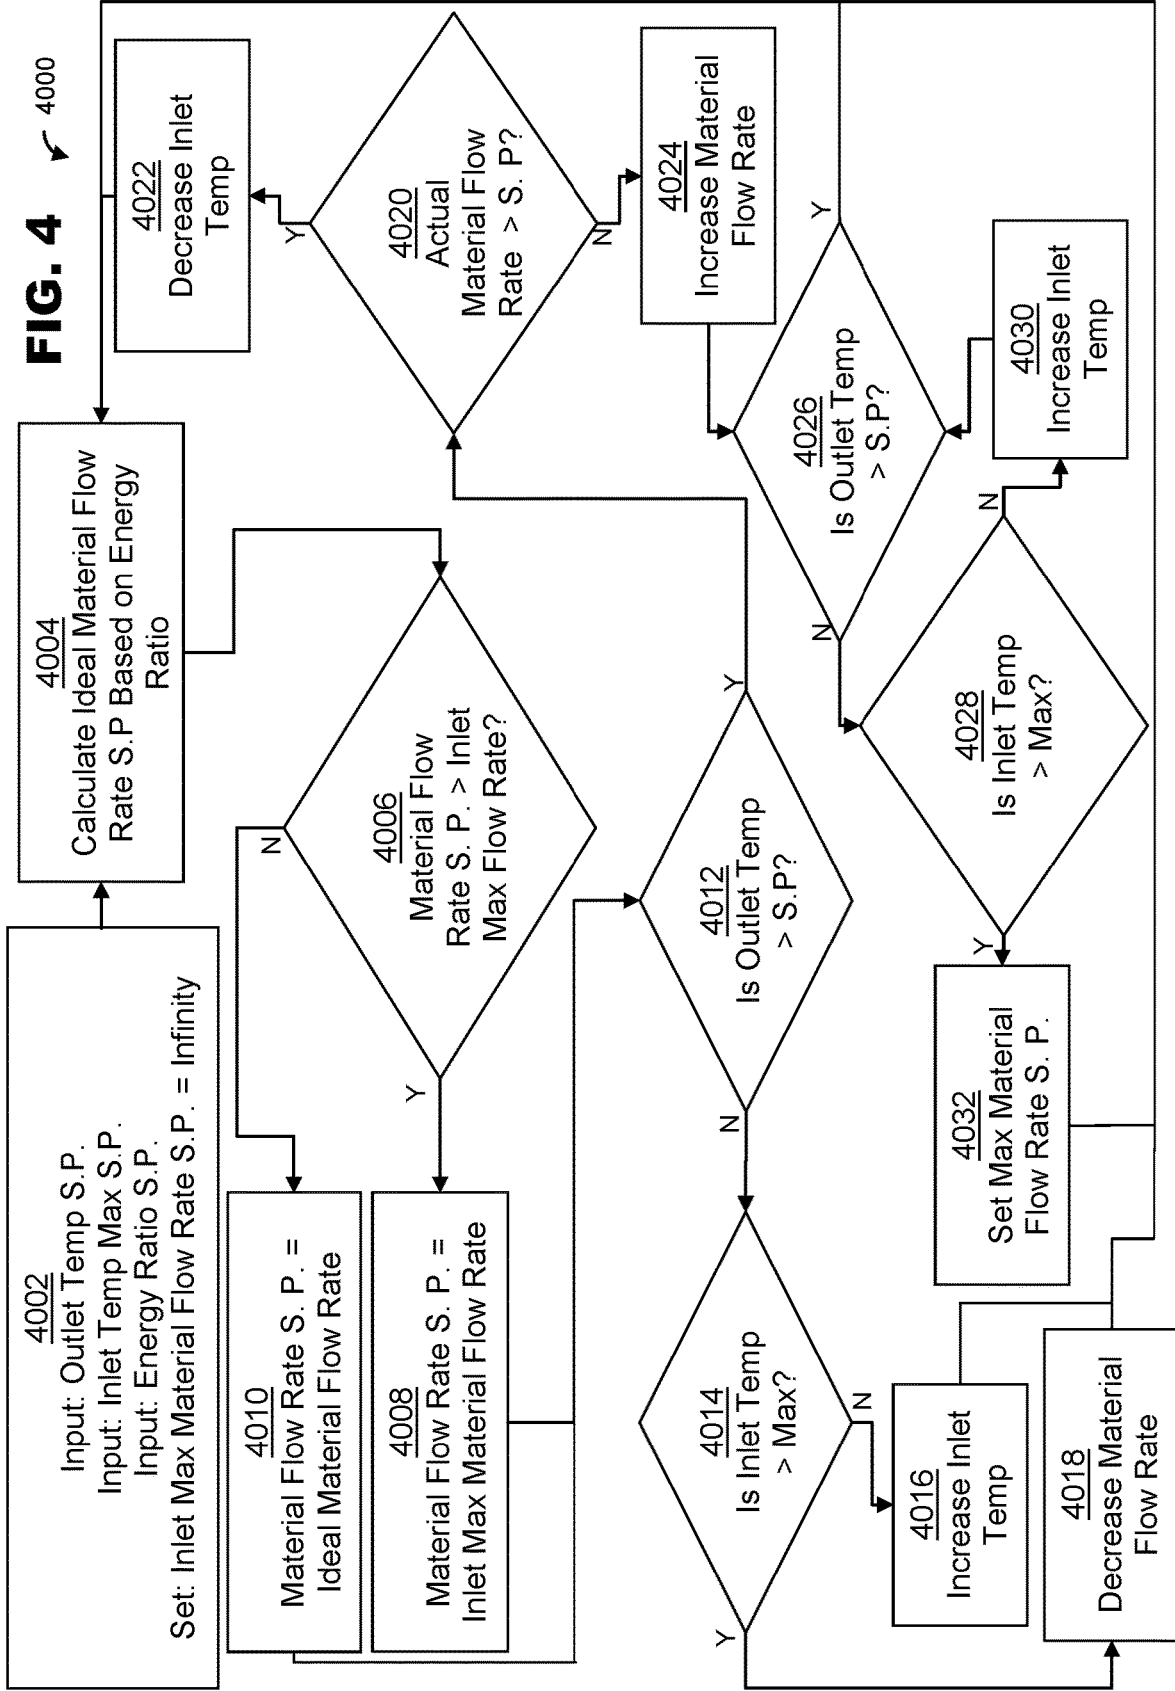 FIG. 4
4000
4002
Input: Outlet Temp S.P.
Input: Inlet Temp Max S.P.
Input: Energy Ratio S.P.
Set: Inlet Max Material Flow Rate S.P. = Infinity
4004
Calculate Ideal Material Flow
Rate S.P Based on Energy
Ratio
4006
Material Flow
Rate S. P. > Inlet
Max Flow Rate?
N
Y
4010
Material Flow Rate S. P. =
Ideal Material Flow Rate
4008
Material Flow Rate S. P. =
Inlet Max Material Flow Rate
4012
Is Outlet Temp
> S.P?
N
Y
4014
Is Inlet Temp
> Max?
Y
N
4016
Increase Inlet
Temp
4018
Decrease Material
Flow Rate
4020
Actual
Material Flow
Rate > S. P?
Y
N
4022
Decrease Inlet
Temp
4024
Increase Material
Flow Rate
4026
Is Outlet Temp
> S.P?
N
Y
4028
Is Inlet Temp
> Max?
Y
N
4030
Increase Inlet
Temp
4032
Set Max Material
Flow Rate S. P.